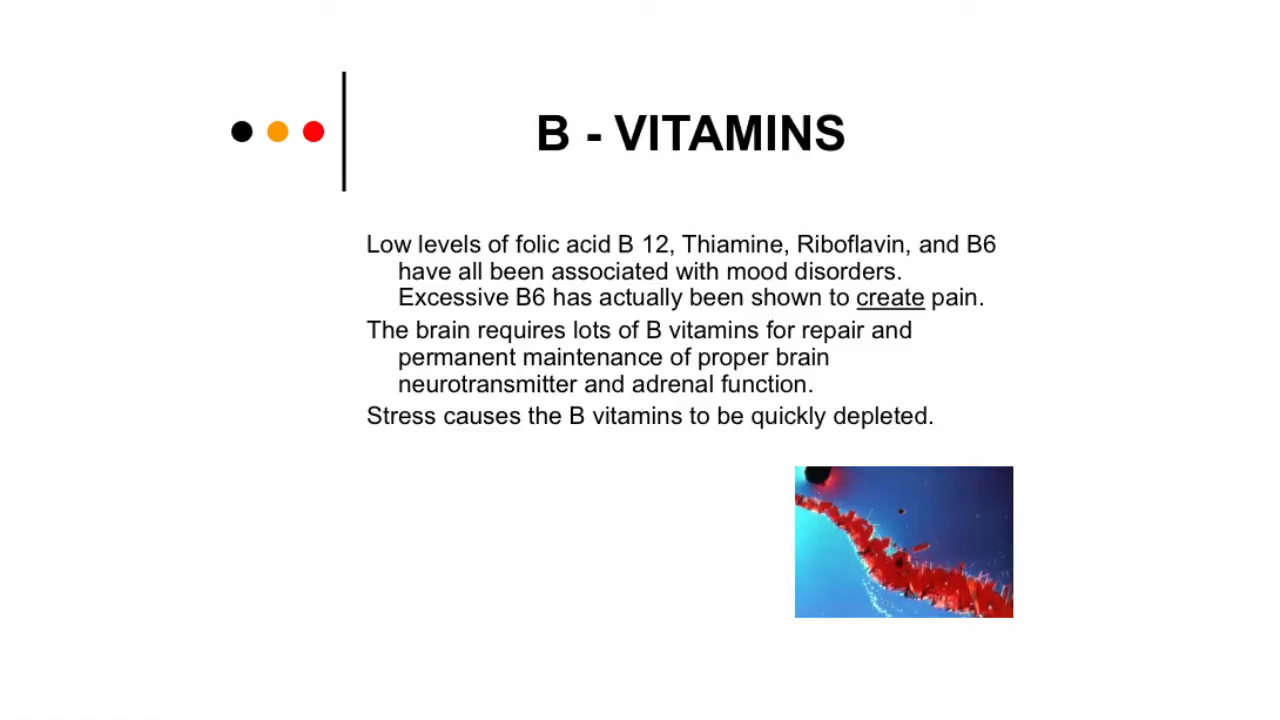 B - VITAMINS
Low levels of folic acid B 12, Thiamine, Riboflavin, and B6
have all been associated with mood disorders.
Excessive B6 has actually been shown to create pain.
The brain requires lots of B vitamins for repair and
permanent maintenance of proper brain
neurotransmitter and adrenal function.
Stress causes the B vitamins to be quickly depleted.